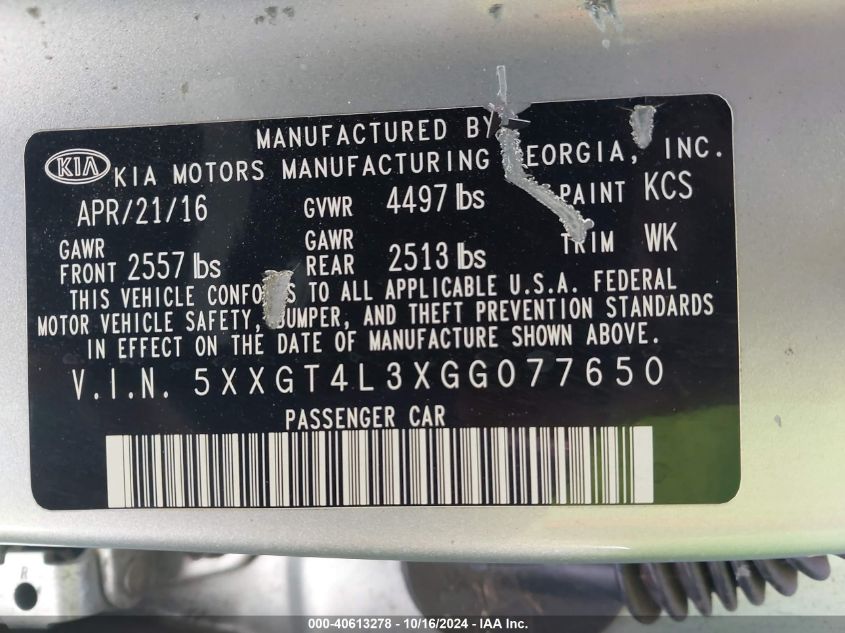 MANUFACTURED BY
KIA KIA MOTORS MANUFACTURING EORGIA, INC.
APR/21/16 GVWR 4497 lbs PAINT KCS
GAWR FRONT 2557 lbs GAWR REAR 2513 lbs TRIM WK
THIS VEHICLE CONFO S TO ALL APPLICABLE U.S.A. FEDERAL
MOTOR VEHICLE SAFETY, BUMPER, AND THEFT PREVENTION STANDARDS
IN EFFECT ON THE DATE OF MANUFACTURE SHOWN ABOVE.
V.I.N. 5XXGT4L3XGG077650
PASSENGER CAR
R
000-40613278 - 10/16/2024 - IAA, Inc.